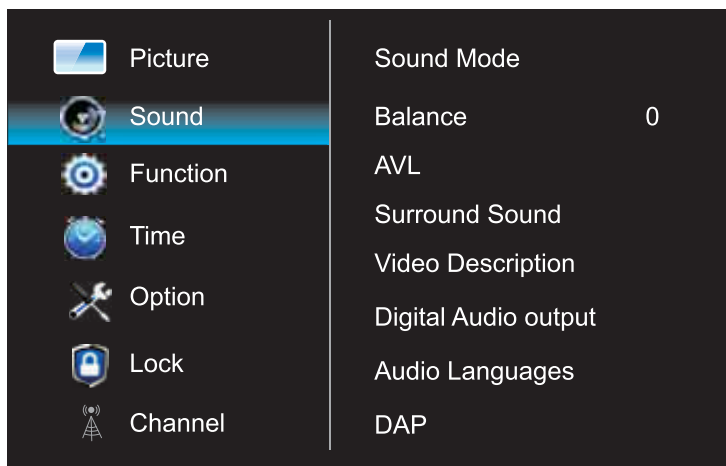 Picture
Sound
Function
Time
Option
Lock
Channel
Sound Mode
Balance 0
AVL
Surround Sound
Video Description
Digital Audio output
Audio Languages
DAP